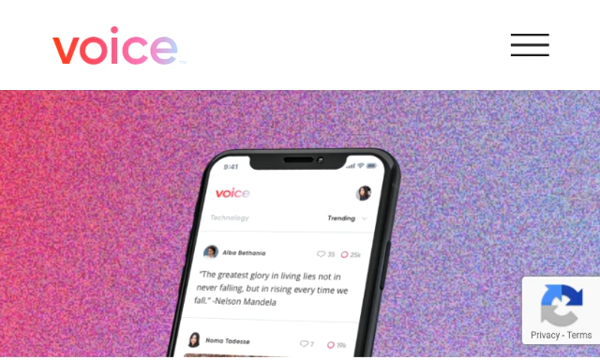 voice
9:41
voice
Technology
Trending
Alba Bethania
35
25k
"The greatest glory in living lies not in
never falling, but in rising every time we
fall." -Nelson Mandela
Noma Tadesse
7
19k
Privacy - Terms